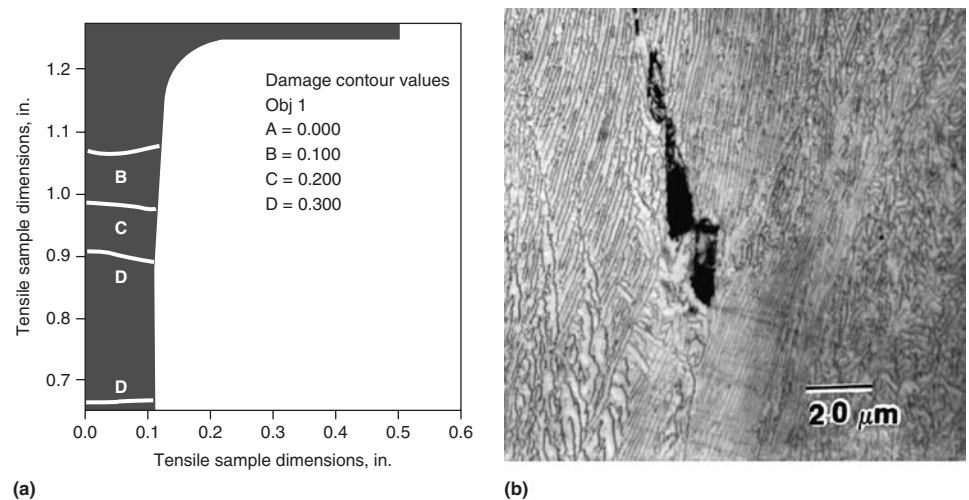 Tensile sample dimensions, in.
1.2
1.1
1.0
0.9
0.8
0.7
B
C
D
D
Damage contour values
Obj 1
A = 0.000
B = 0.100
C = 0.200
D = 0.300
0.0 0.1 0.2 0.3 0.4 0.5 0.6
Tensile sample dimensions, in.
(a)
20 μm
(b)